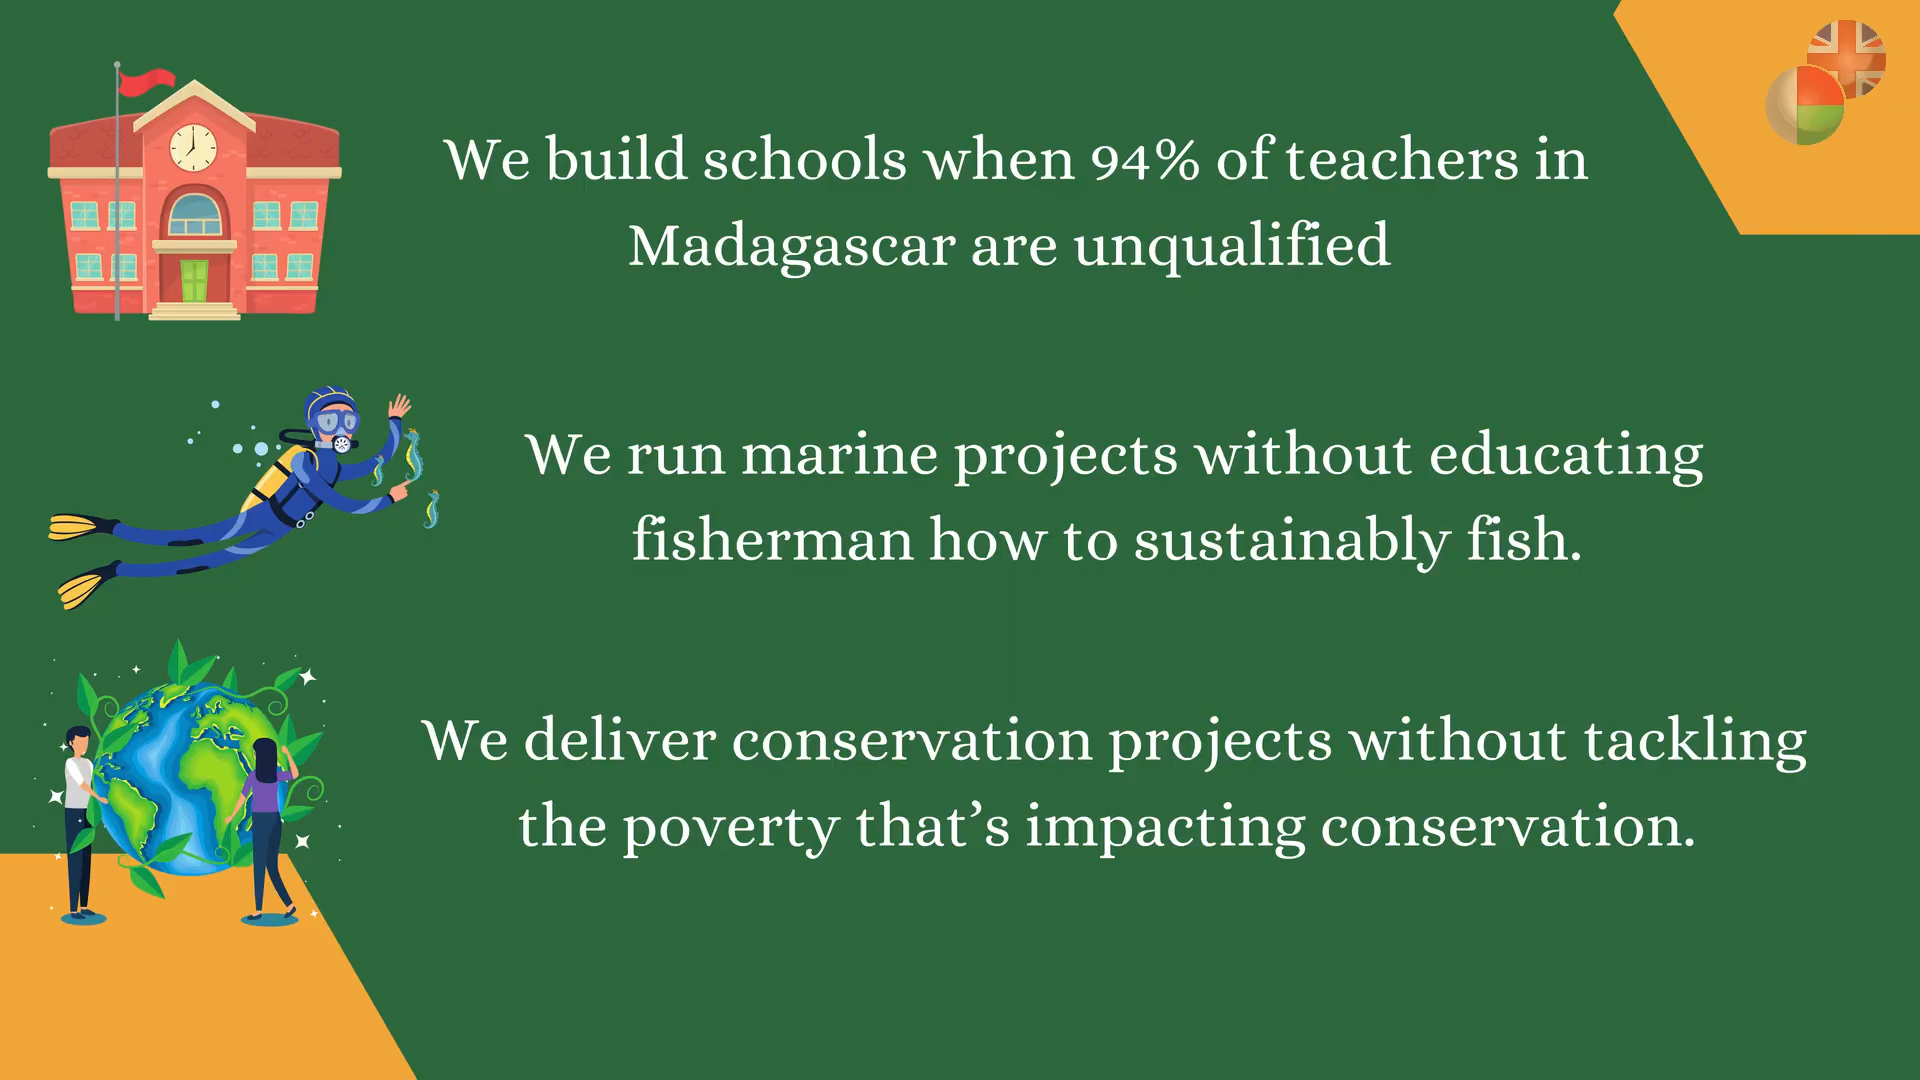 We build schools when 94% of teachers in
Madagascar are unqualified
We run marine projects without educating
fisherman how to sustainably fish.
We deliver conservation projects without tackling
the poverty that’s impacting conservation.